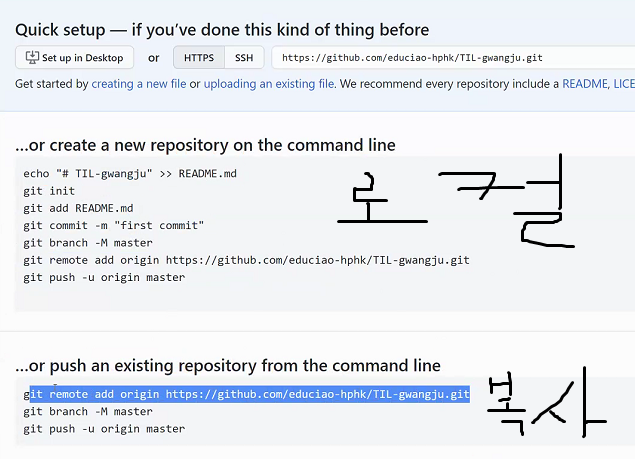 Quick setup — if you’ve done this kind of thing before
Set up in Desktop or HTTPS SSH https://github.com/educiao-hphk/TIL-gwangju.git
Get started by creating a new file or uploading an existing file. We recommend every repository include a README, LICE
...or create a new repository on the command line
echo "# TIL-gwangju" >> README.md
git init
git add README.md
git commit -m "first commit"
git branch -M master
git remote add origin https://github.com/educiao-hphk/TIL-gwangju.git
git push -u origin master
로컬
...or push an existing repository from the command line
git remote add origin https://github.com/educiao-hphk/TIL-gwangju.git
git branch -M master
git push -u origin master
복사